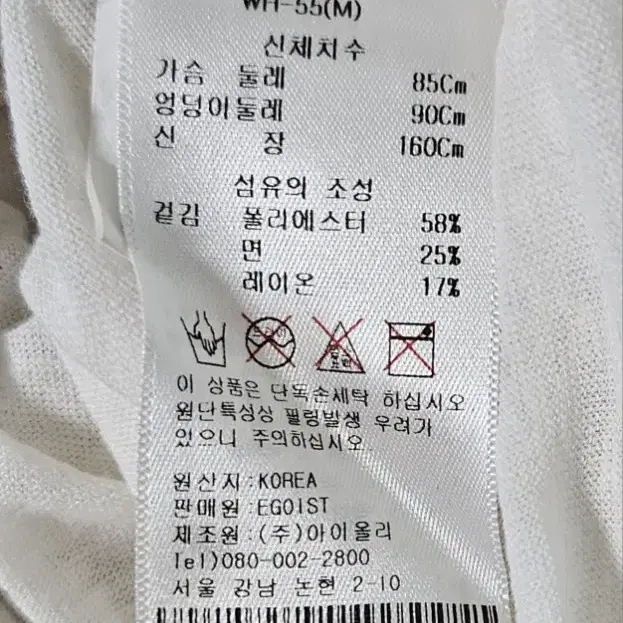 WH-55(M)
신체치수
가슴 둘레 85Cm
엉덩이둘레 90Cm
신 장 160Cm
섬유의 조성
겉감 폴리에스터 58%
면 25%
레이온 17%
이 상품은 단독손세탁 하십시오
원단특성상 필링발생 우려가
있으니 주의하십시오.
원산지:KOREA
판매원:EGOIST
제조원:(주)아이올리
Tel)080-002-2800
서울 강남 논현 2-10